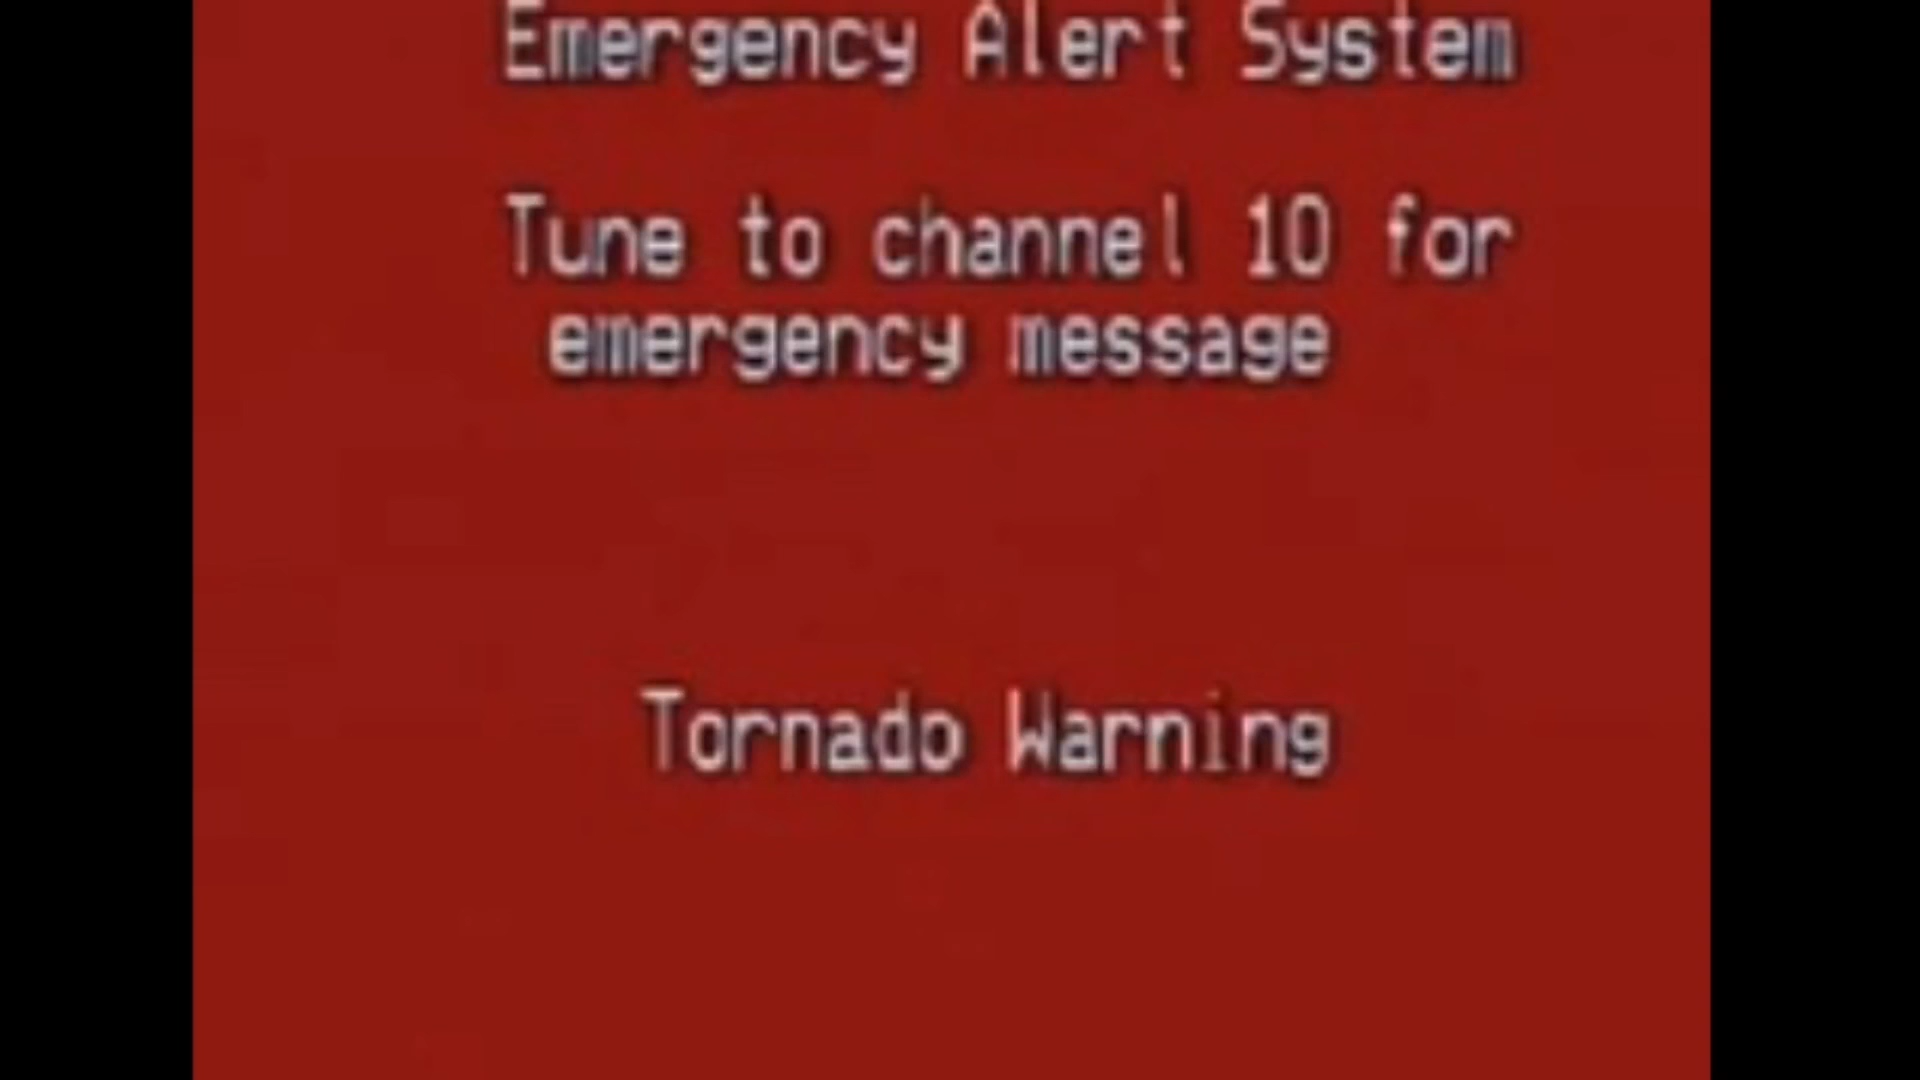 Emergency Alert System
Tune to channel 10 for
emergency message
Tornado Warning